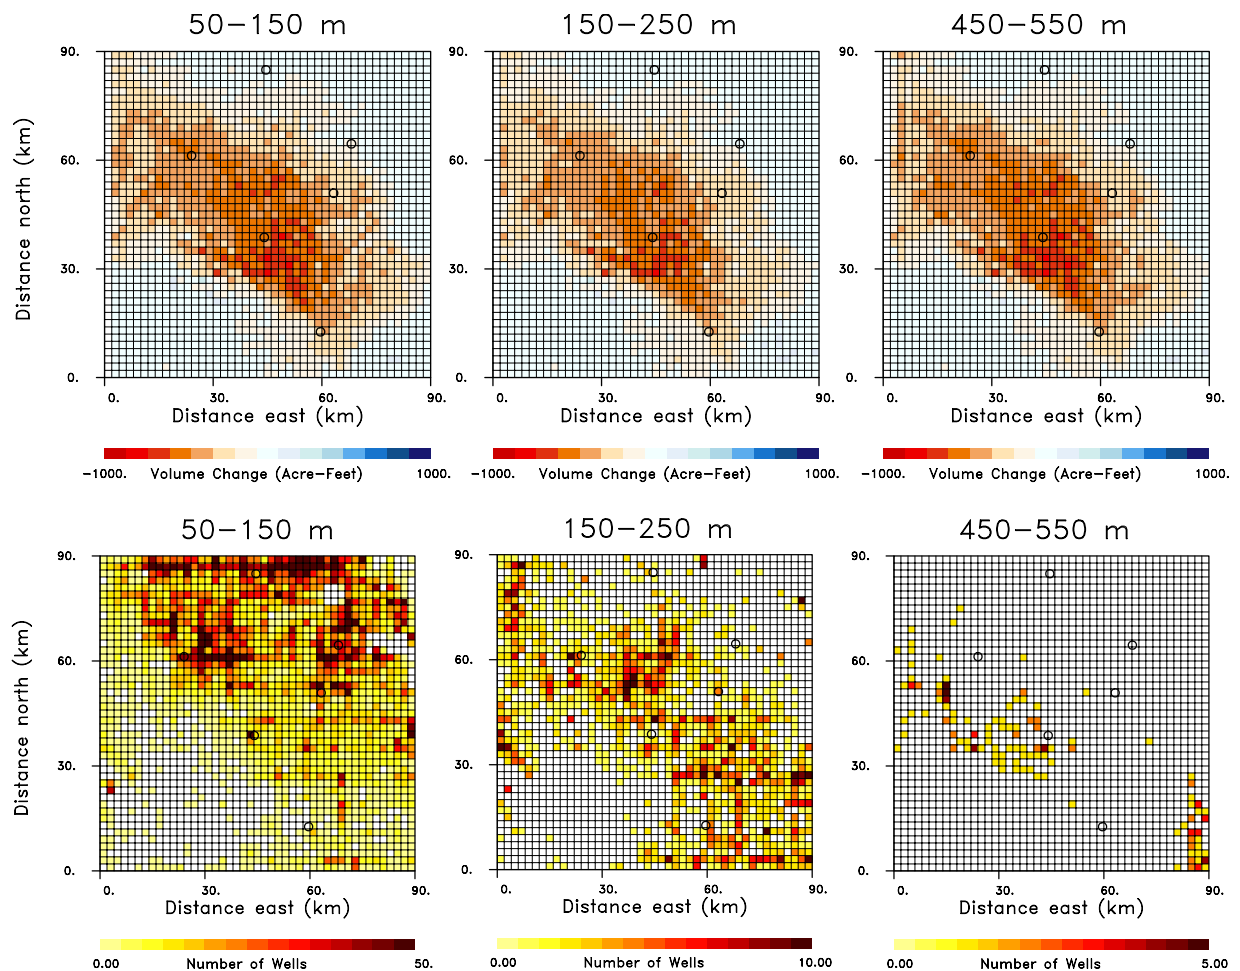 50-150 m 150-250 m 450-550 m
90. 90. 90.
60. 60. 60.
Distance north (km)
30. 30. 30.
0. 0. 0.
0. 30. 60. 90. 0. 30. 60. 90. 0. 30. 60. 90.
Distance east (km) Distance east (km) Distance east (km)
-1000. Volume Change (Acre-Feet) 1000. -1000. Volume Change (Acre-Feet) 1000. -1000. Volume Change (Acre-Feet) 1000.
50-150 m 150-250 m 450-550 m
90. 90. 90.
60. 60. 60.
Distance north (km)
30. 30. 30.
0. 0. 0.
0. 30. 60. 90. 0. 30. 60. 90. 0. 30. 60. 90.
Distance east (km) Distance east (km) Distance east (km)
0.00 Number of Wells 50. 0.00 Number of Wells 10.00 0.00 Number of Wells 5.00